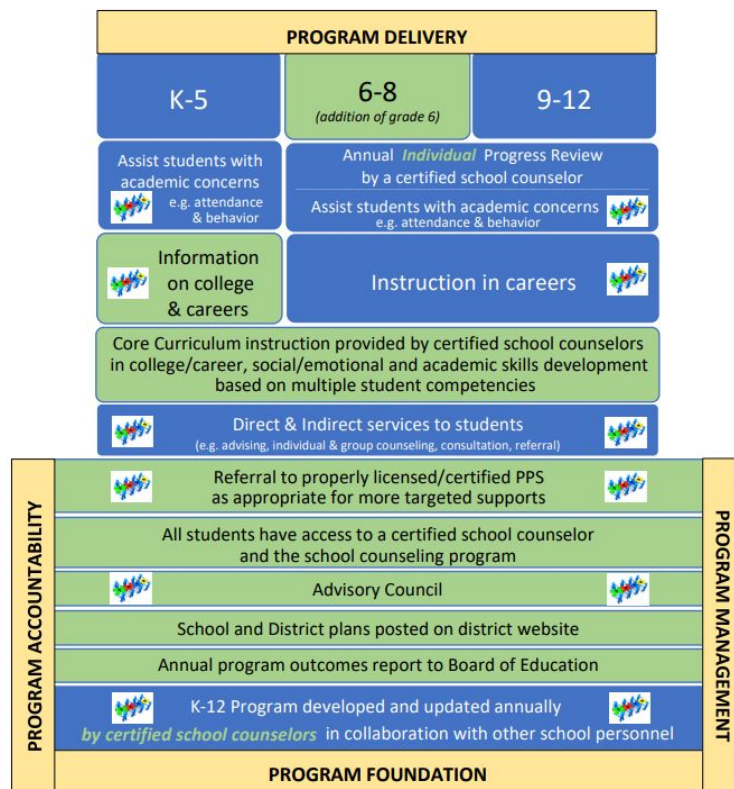 PROGRAM DELIVERY
K-5
6-8
(addition of grade 6)
9-12
Assist students with
academic concerns
e.g. attendance
& behavior
Annual Individual Progress Review
by a certified school counselor
Assist students with academic concerns
e.g. attendance & behavior
Information
on college
& careers
Instruction in careers
Core Curriculum instruction provided by certified school counselors
in college/career, social/emotional and academic skills development
based on multiple student competencies
Direct & Indirect services to students
(e.g. advising, individual & group counseling, consultation, referral)
PROGRAM ACCOUNTABILITY
Referral to properly licensed/certified PPS
as appropriate for more targeted supports
All students have access to a certified school counselor
and the school counseling program
Advisory Council
School and District plans posted on district website
Annual program outcomes report to Board of Education
K-12 Program developed and updated annually
by certified school counselors in collaboration with other school personnel
PROGRAM MANAGEMENT
PROGRAM FOUNDATION